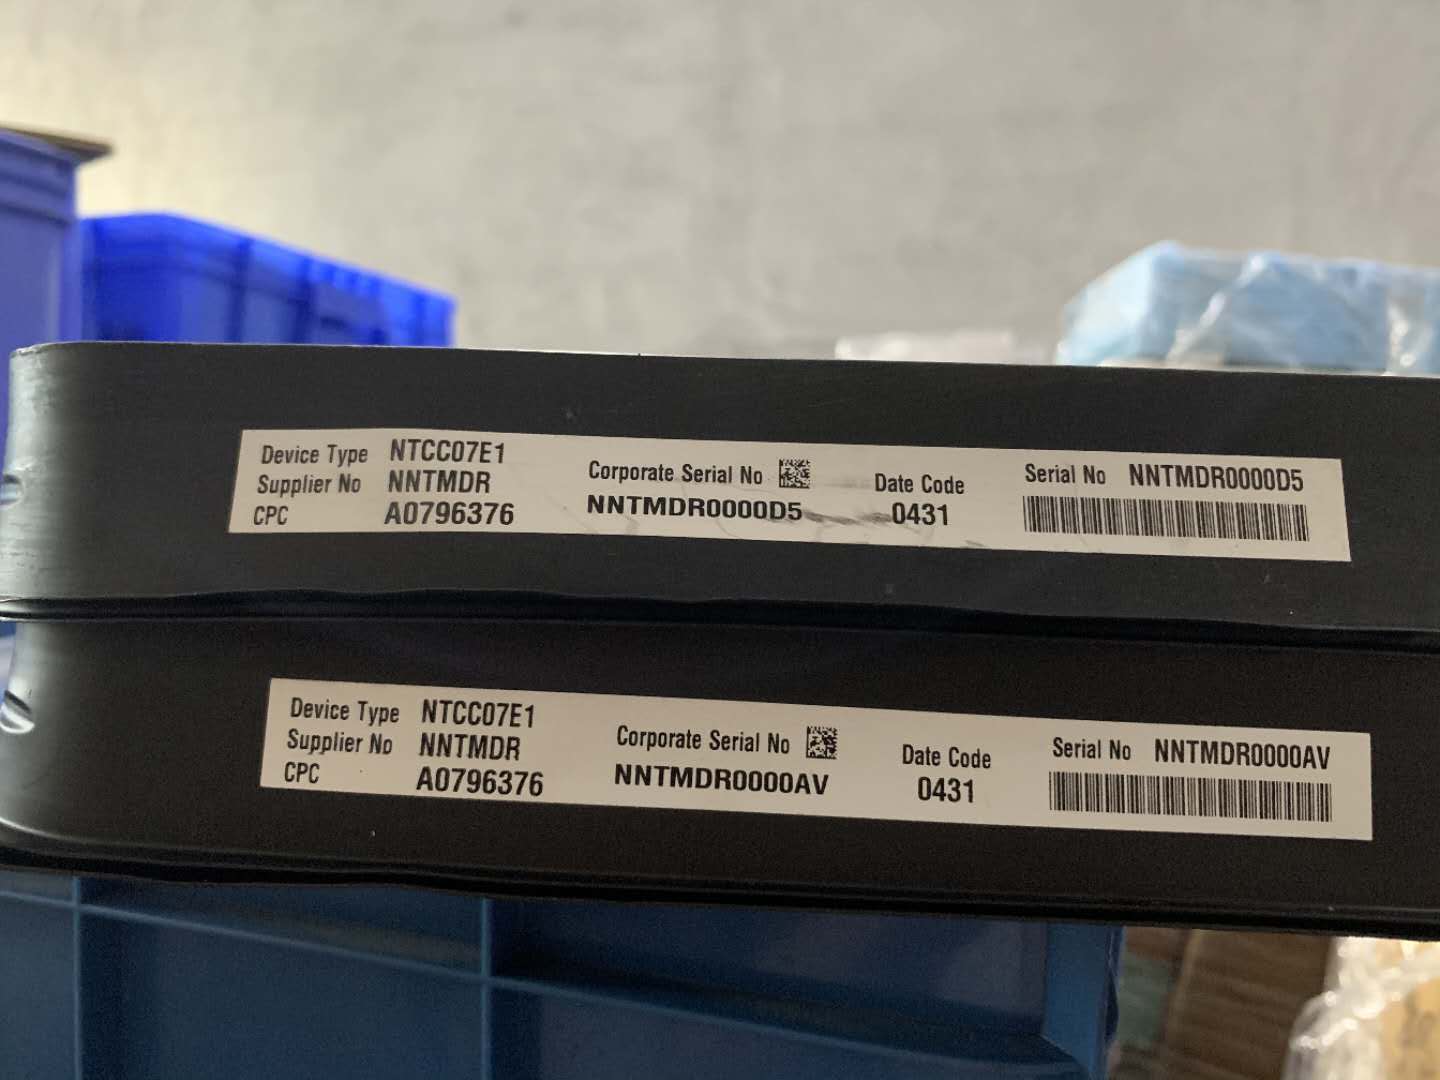 Device Type NTCC07E1
Supplier No NNTMDR
CPC A0796376
Corporate Serial No
NNTMDR0000D5
Date Code
0431
Serial No NNTMDR0000D5
Device Type NTCC07E1
Supplier No NNTMDR
CPC A0796376
Corporate Serial No
NNTMDR0000AV
Date Code
0431
Serial No NNTMDR0000AV